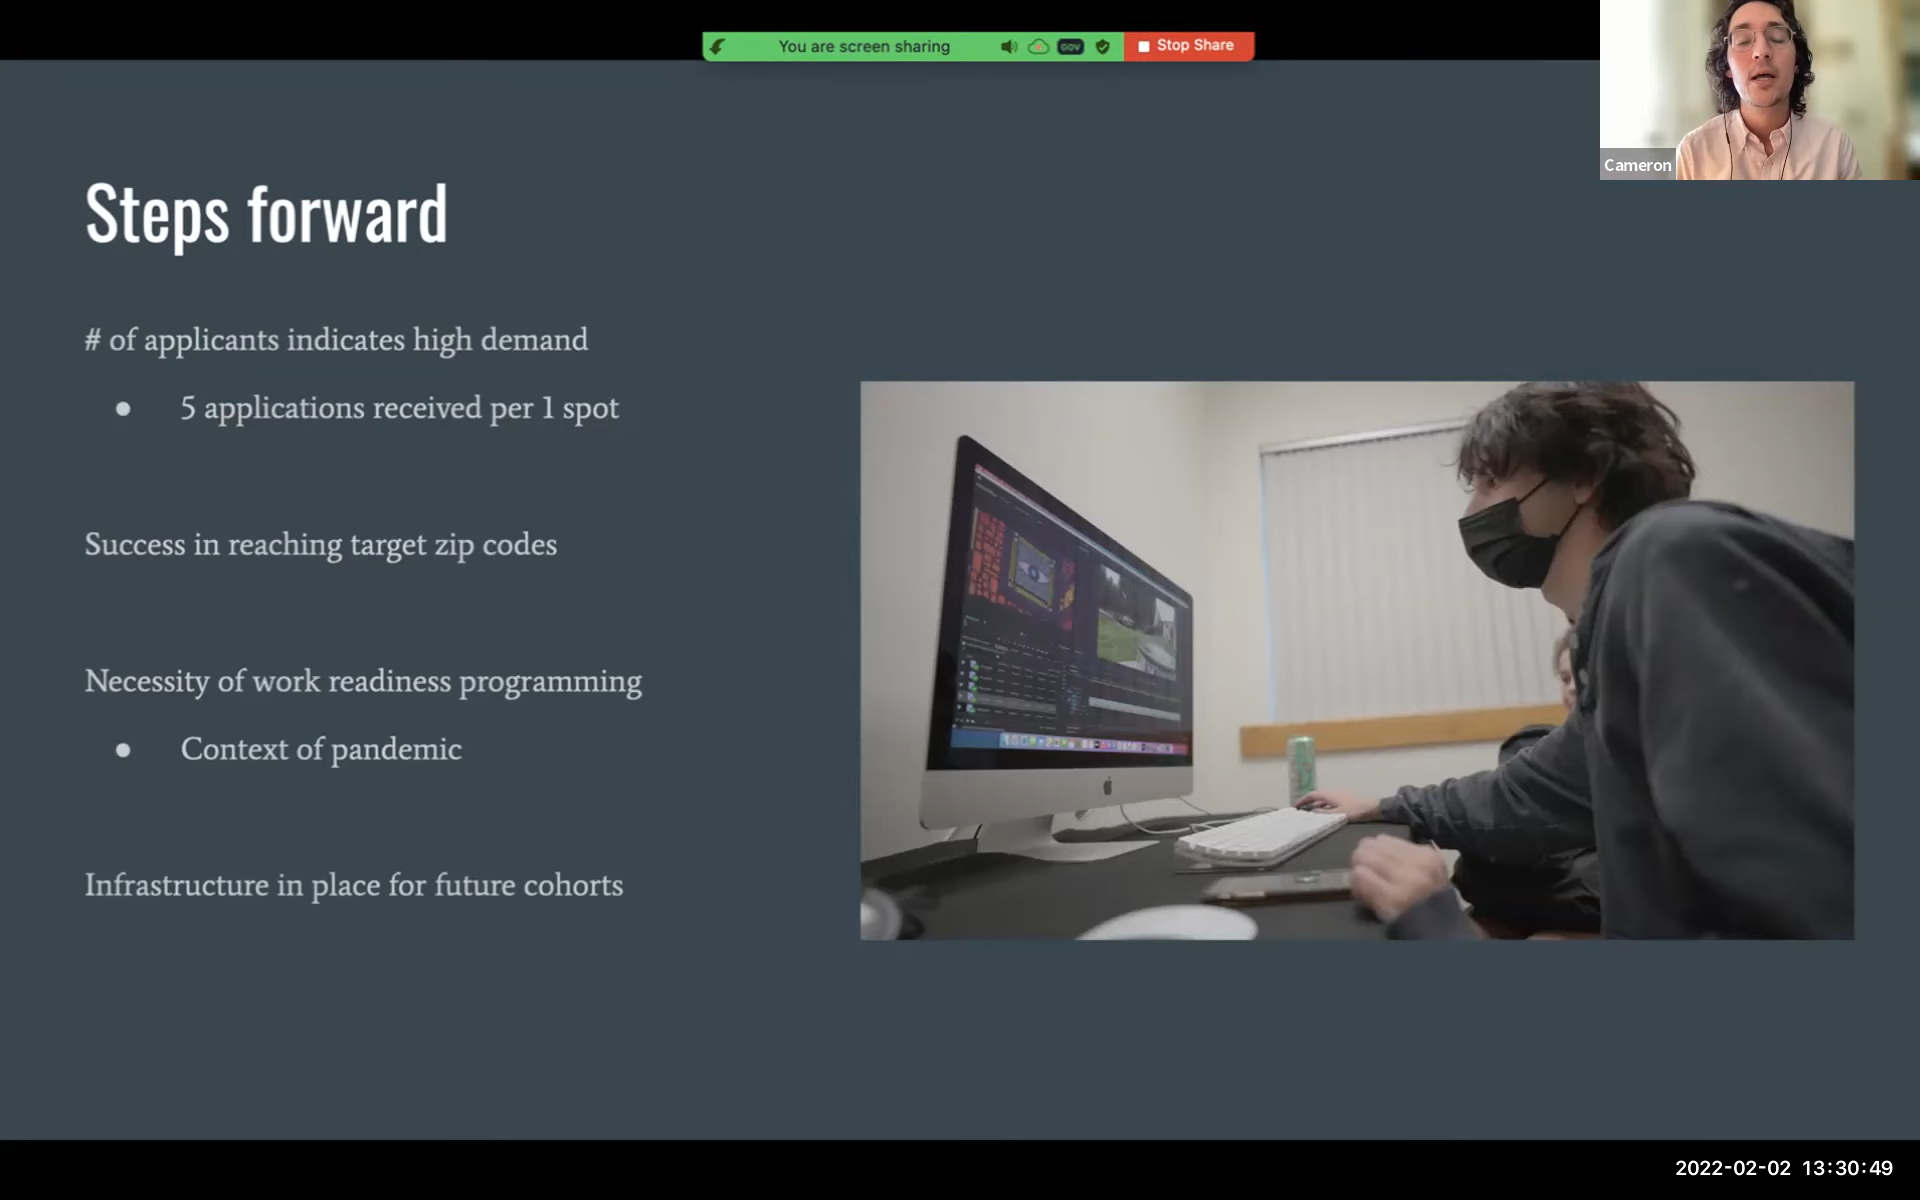 You are screen sharing
GOV
Stop Share
Cameron
Steps forward
# of applicants indicates high demand
● 5 applications received per 1 spot
Success in reaching target zip codes
Necessity of work readiness programming
● Context of pandemic
Infrastructure in place for future cohorts
2022-02-02 13:30:49